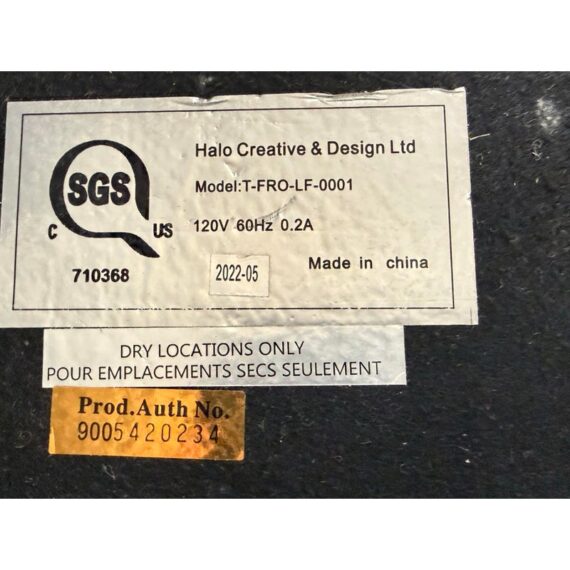 Halo Creative & Design Ltd
SGS
Model:T-FRO-LF-0001
C US
120V 60Hz 0.2A
710368
2022-05
Made in china
DRY LOCATIONS ONLY
POUR EMPLACEMENTS SECS SEULEMENT
Prod.Auth No.
9005420234